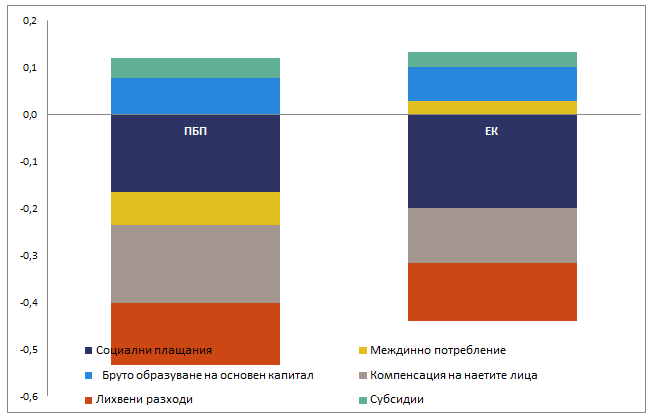 0,2
0,1
0,0
-0,1
-0,2
-0,3
-0,4
-0,5
-0,6
ПБП
ЕК
Социални плащания
Междинно потребление
Бруто образуване на основен капитал
Компенсация на наетите лица
Лихвени разходи
Субсидии